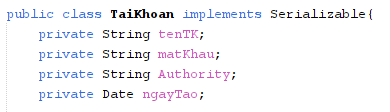 public class TaiKhoan implements Serializable{
private String tenTK;
private String matKhau;
private String Authority;
private Date ngayTao;